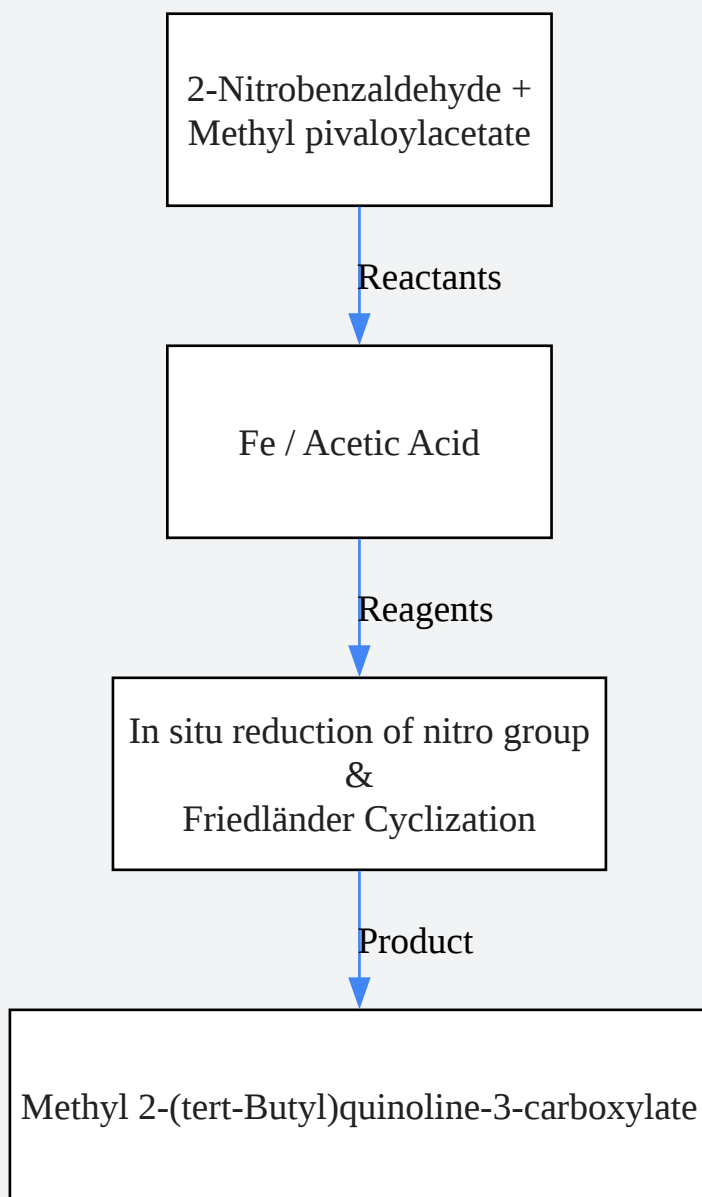 2-Nitrobenzaldehyde +
Methyl pivaloylacetate
Reactants
Fe / Acetic Acid
Reagents
In situ reduction of nitro group
&
Friedländer Cyclization
Product
Methyl 2-(tert-Butyl)quinoline-3-carboxylate